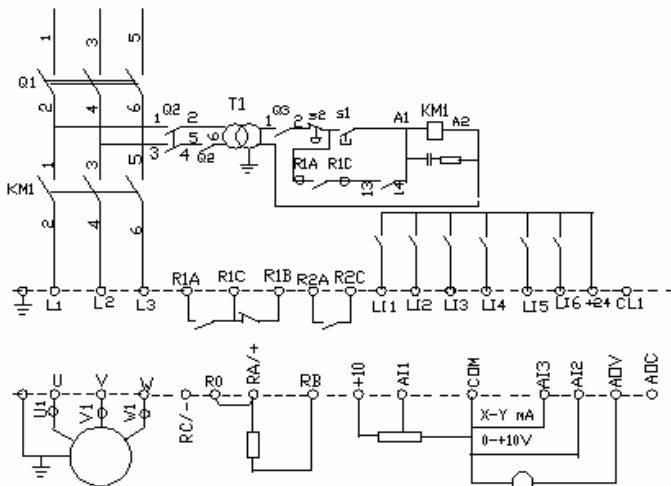 1 3 5
Q1
2 4 6
Q2
1 2
3 4 5 6
Q2
T1
1 Q3 2 s2 s1 A1 KM1 A2
R1A R1C 13 14
1 3 5
KM1
2 4 6
L1 L2 L3 R1A R1C R1B R2A R2C LI1 LI2 LI3 LI4 LI5 LI6 +24 CL1
U V W RC/- R0 RA/+ RB +10 AI1 COM AI3 AI2 AOV AOC
U1 V1 W1
X-Y mA
0-+10V